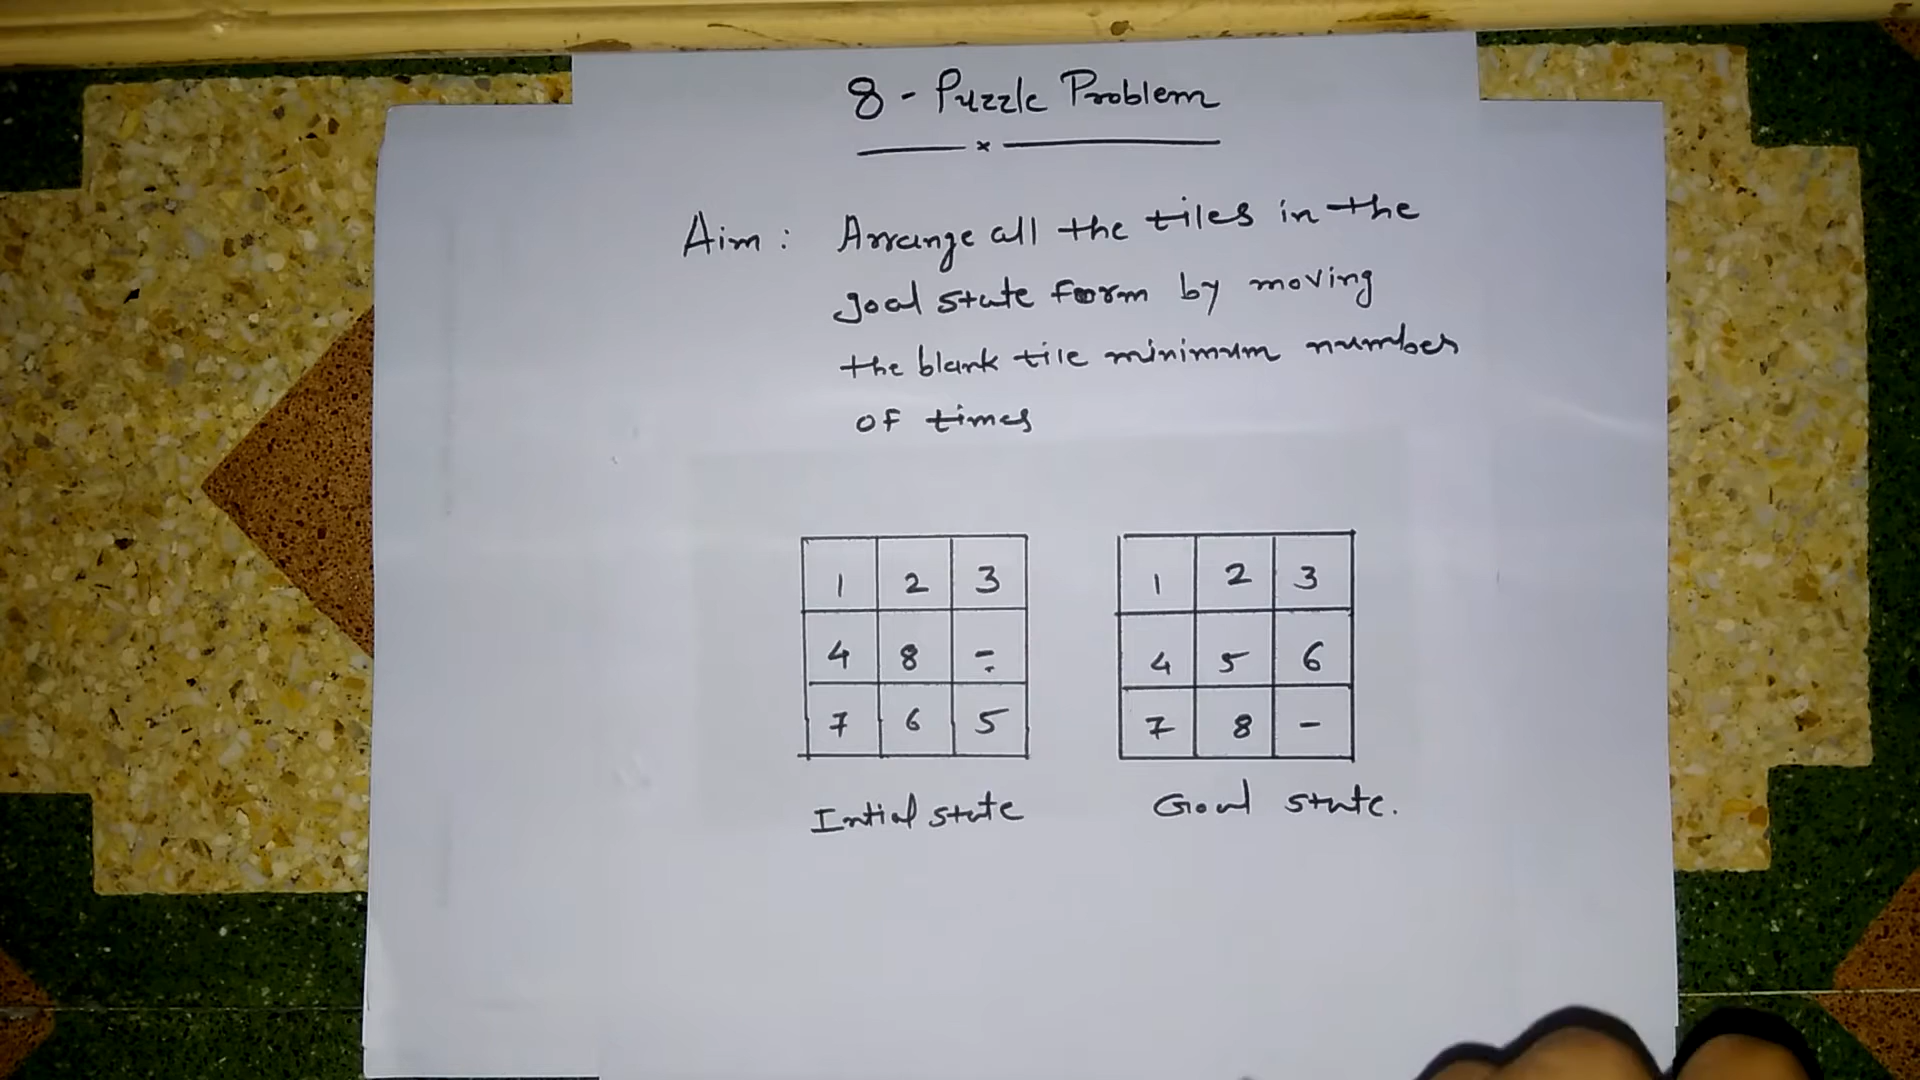 8 - Puzzle Problem
Aim : Arrange all the tiles in the
goal state form by moving
the blank tile minimum number
of times
1 2 3
4 8 -
7 6 5
Intial state
1 2 3
4 5 6
7 8 -
Goal state.